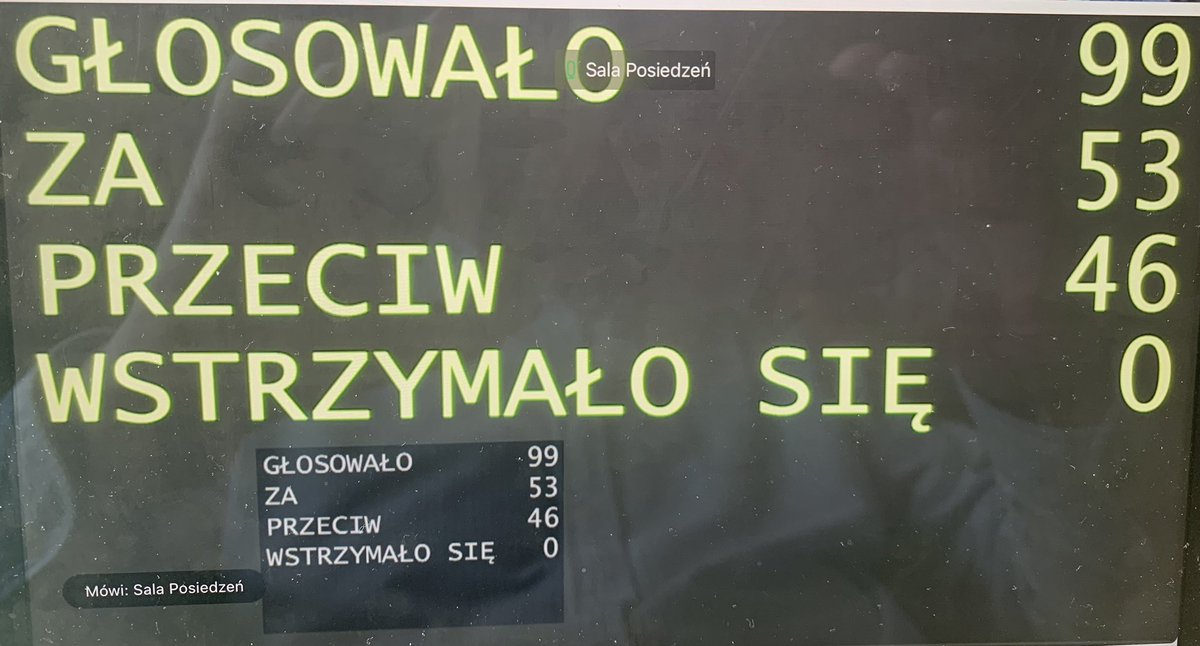 GŁOSOWAŁO 99
Sala Posiedzeń
ZA 53
PRZECIW 46
WSTRZYMAŁO SIĘ 0
GŁOSOWAŁO 99
ZA 53
PRZECIW 46
WSTRZYMAŁO SIĘ 0
Mówi: Sala Posiedzeń